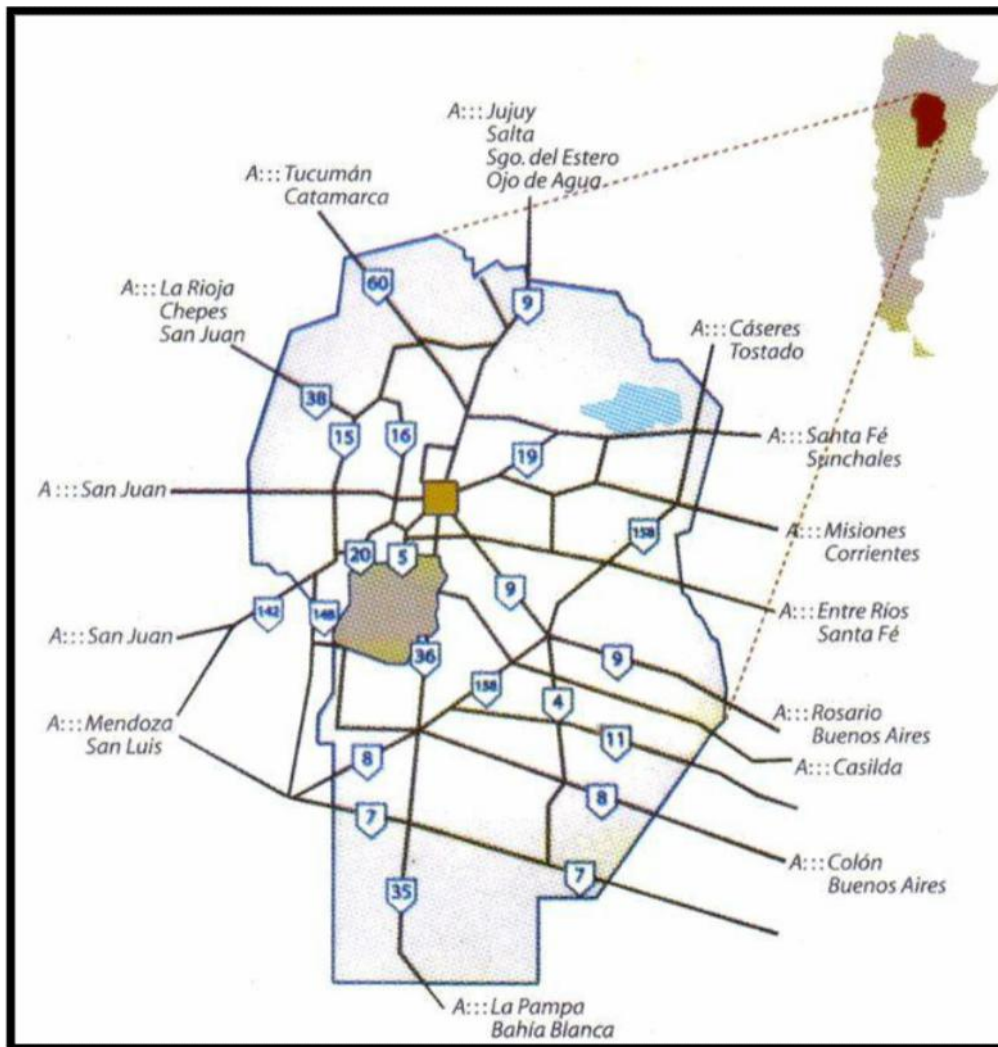 A:::Jujuy
Salta
Sgo. del Estero
Ojo de Agua
A:::Tucumán
Catamarca
A:::La Rioja
Chepes
San Juan
60
9
A:::Cáseres
Tostado
38
15
16
19
A:::Santa Fé
Sunchales
A:::San Juan
158
A:::Misiones
Corrientes
20
5
9
142
148
A:::Entre Ríos
Santa Fé
A:::San Juan
36
9
158
4
11
A:::Mendoza
San Luis
A:::Rosario
Buenos Aires
8
A:::Casilda
7
8
A:::Colón
Buenos Aires
7
35
A:::La Pampa
Bahía Blanca